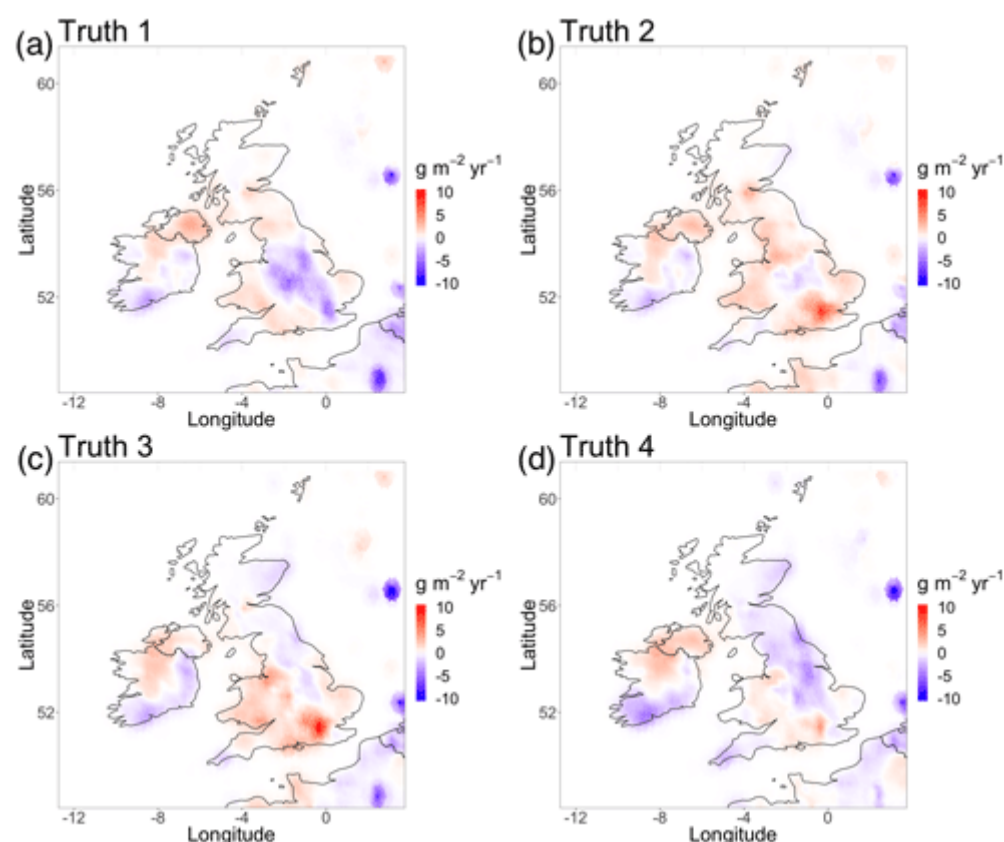 (a) Truth 1
60
56
52
Latitude
-12 -8 -4 0
Longitude
g m⁻² yr⁻¹
10
5
0
-5
-10
(b) Truth 2
60
56
52
Latitude
-12 -8 -4 0
Longitude
g m⁻² yr⁻¹
10
5
0
-5
-10
(c) Truth 3
60
56
52
Latitude
-12 -8 -4 0
Longitude
g m⁻² yr⁻¹
10
5
0
-5
-10
(d) Truth 4
60
56
52
Latitude
-12 -8 -4 0
Longitude
g m⁻² yr⁻¹
10
5
0
-5
-10